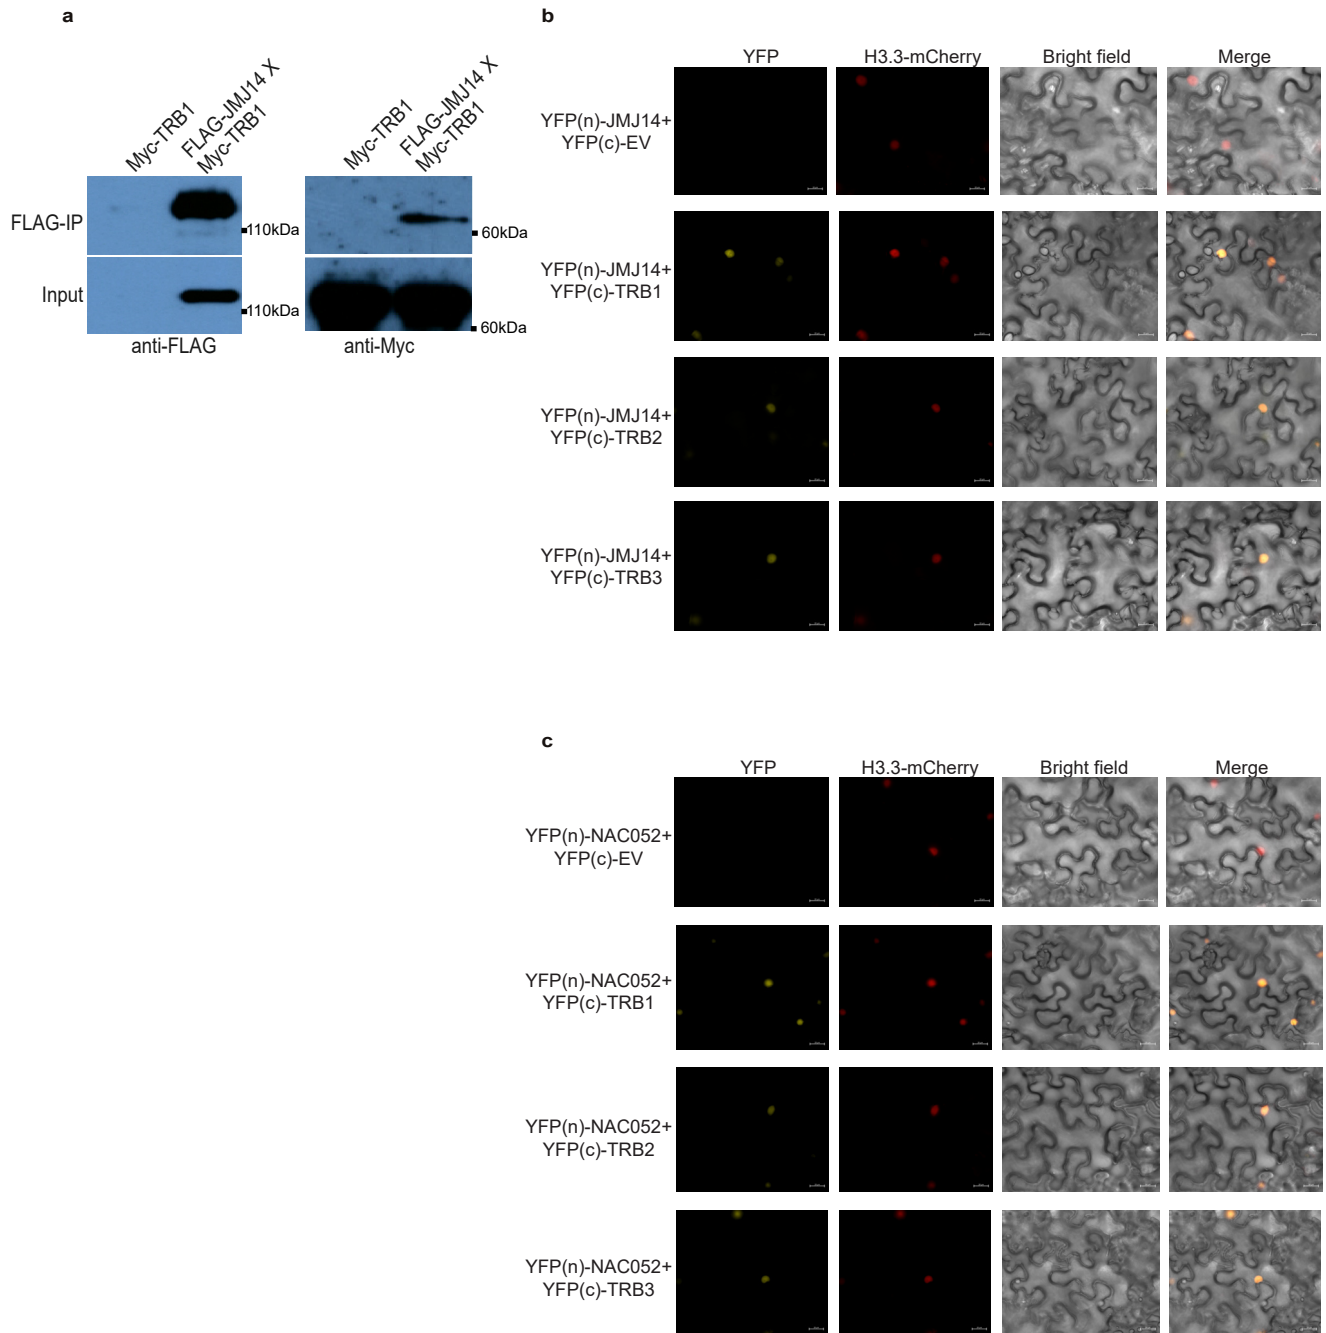 a
Myc-TRB1
FLAG-JMJ14 X
Myc-TRB1
Myc-TRB1
FLAG-JMJ14 X
Myc-TRB1
FLAG-IP
110kDa
60kDa
Input
110kDa
60kDa
anti-FLAG
anti-Myc
b
YFP
H3.3-mCherry
Bright field
Merge
YFP(n)-JMJ14+
YFP(c)-EV
YFP(n)-JMJ14+
YFP(c)-TRB1
YFP(n)-JMJ14+
YFP(c)-TRB2
YFP(n)-JMJ14+
YFP(c)-TRB3
c
YFP
H3.3-mCherry
Bright field
Merge
YFP(n)-NAC052+
YFP(c)-EV
YFP(n)-NAC052+
YFP(c)-TRB1
YFP(n)-NAC052+
YFP(c)-TRB2
YFP(n)-NAC052+
YFP(c)-TRB3